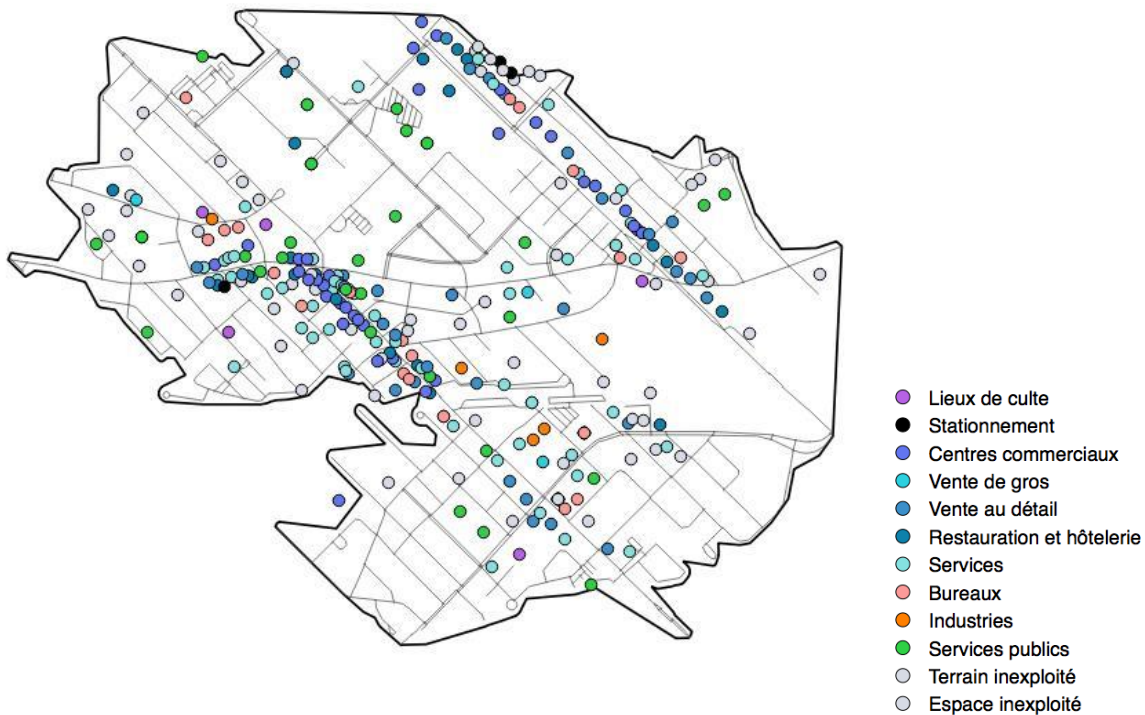 Lieux de culte
Stationnement
Centres commerciaux
Vente de gros
Vente au détail
Restauration et hôtelerie
Services
Bureaux
Industries
Services publics
Terrain inexploité
Espace inexploité